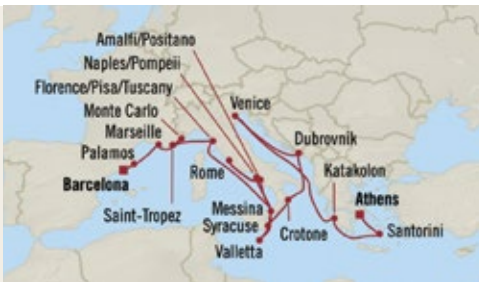 Amalfi/Positano
Naples/Pompeii
Florence/Pisa/Tuscany
Monte Carlo
Marseille
Palamos
Barcelona
Saint-Tropez
Rome
Venice
Dubrovnik
Katakolon
Athens
Santorini
Messina
Syracuse
Valletta
Crotone